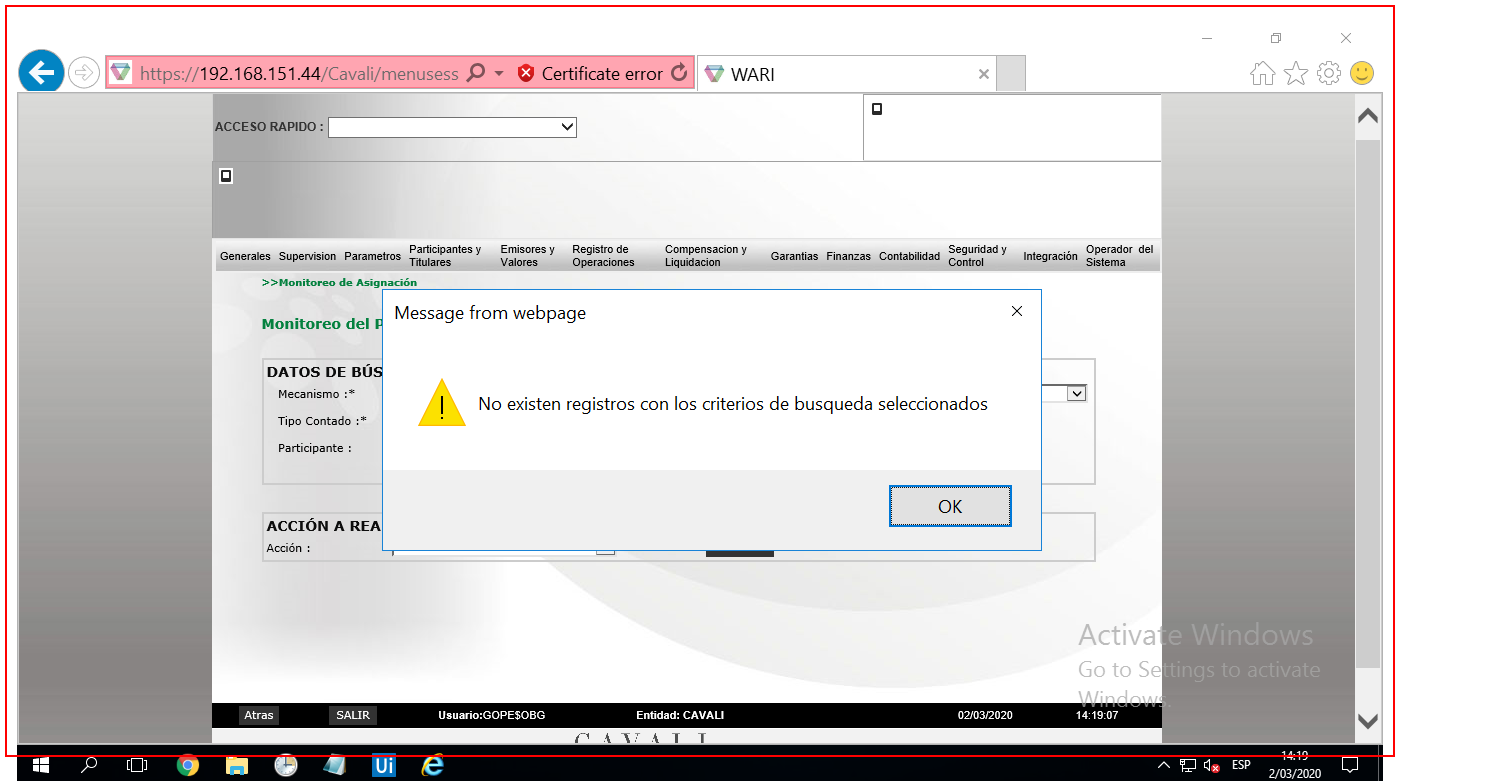 https://192.168.151.44/Cavali/menusess
Certificate error
WARI
ACCESO RAPIDO :
Generales Supervision Parametros Participantes y Titulares Emisores y Valores Registro de Operaciones Compensacion y Liquidacion Garantias Finanzas Contabilidad Seguridad y Control Integración Operador del Sistema
>>Monitoreo de Asignación
Monitoreo del P
Message from webpage
DATOS DE BÚS
Mecanismo :*
No existen registros con los criterios de busqueda seleccionados
Tipo Contado :*
Participante :
OK
ACCIÓN A REA
Acción :
Activate Windows
Go to Settings to activate
Windows.
Atras SALIR Usuario:GOPE$OBG Entidad: CAVALI 02/03/2020 14:19:07
CAVALI
Ui
ESP
14:19
2/03/2020